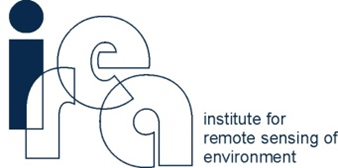 irea
institute for
remote sensing of
environment